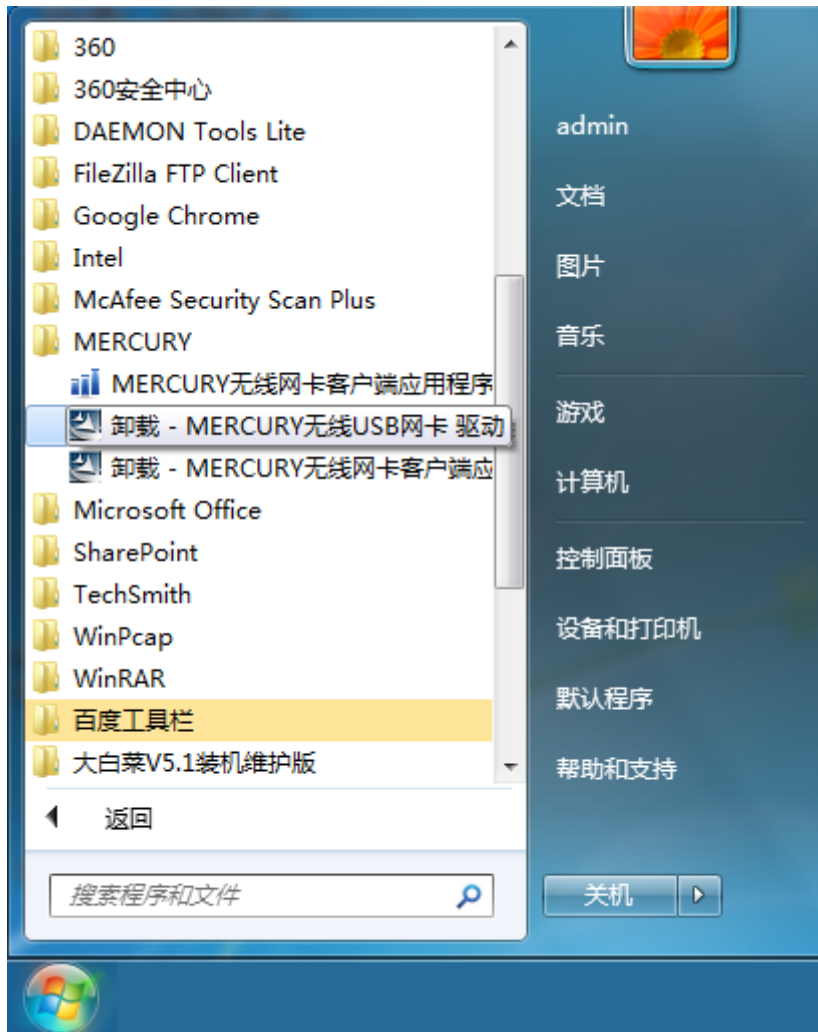 360
360安全中心
DAEMON Tools Lite
FileZilla FTP Client
Google Chrome
Intel
McAfee Security Scan Plus
MERCURY
MERCURY无线网卡客户端应用程序
卸载 - MERCURY无线USB网卡 驱动
卸载 - MERCURY无线网卡客户端应
Microsoft Office
SharePoint
TechSmith
WinPcap
WinRAR
百度工具栏
大白菜V5.1装机维护版
返回
搜索程序和文件
admin
文档
图片
音乐
游戏
计算机
控制面板
设备和打印机
默认程序
帮助和支持
关机